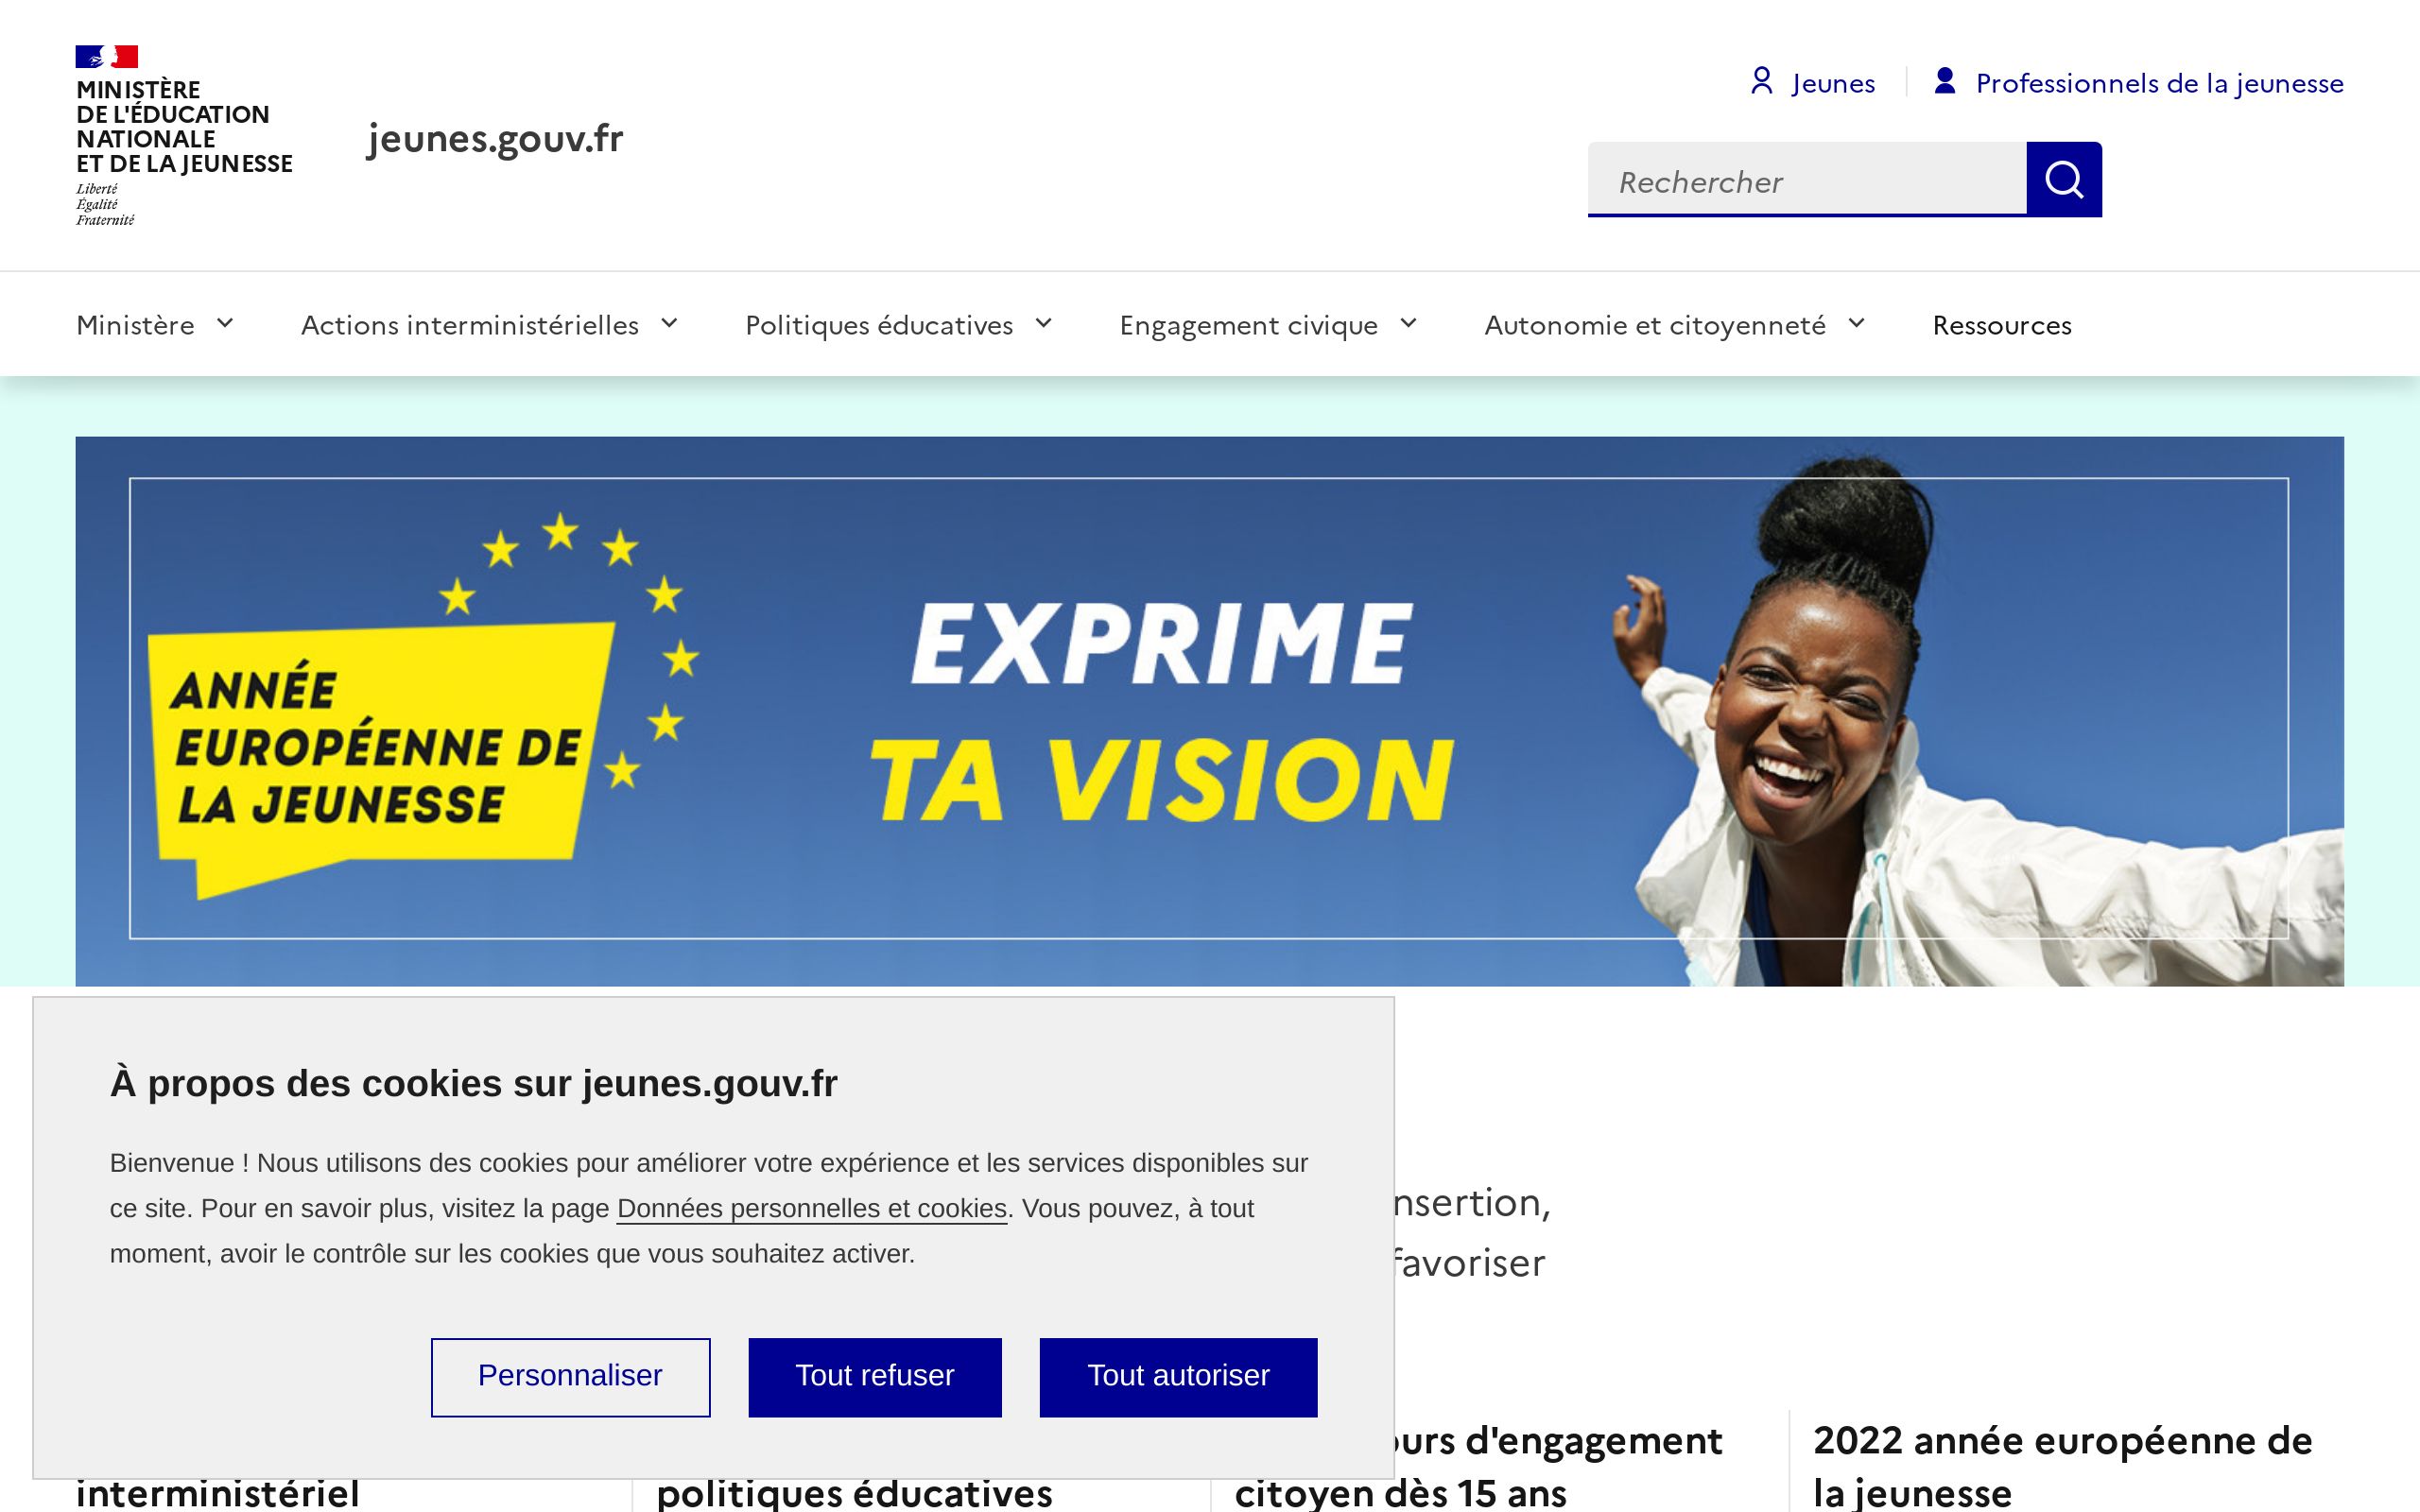 MINISTÈRE
DE L'ÉDUCATION
NATIONALE
ET DE LA JEUNESSE
Liberté
Égalité
Fraternité
jeunes.gouv.fr
Jeunes
Professionnels de la jeunesse
Rechercher
Ministère
Actions interministérielles
Politiques éducatives
Engagement civique
Autonomie et citoyenneté
Ressources
ANNÉE
EUROPÉENNE DE
LA JEUNESSE
EXPRIME
TA VISION
À propos des cookies sur jeunes.gouv.fr
Bienvenue ! Nous utilisons des cookies pour améliorer votre expérience et les services disponibles sur
ce site. Pour en savoir plus, visitez la page Données personnelles et cookies. Vous pouvez, à tout
moment, avoir le contrôle sur les cookies que vous souhaitez activer.
Personnaliser
Tout refuser
Tout autoriser
favoriser
interministériel
politiques éducatives
d'engagement
citoyen dès 15 ans
2022 année européenne de
la jeunesse